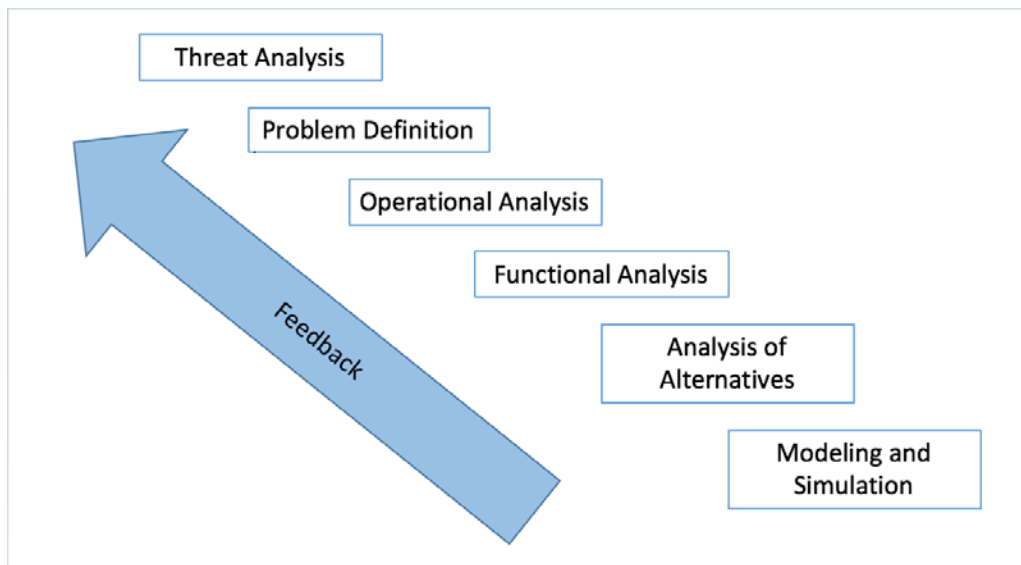 Threat Analysis
Problem Definition
Operational Analysis
Functional Analysis
Feedback
Analysis of
Alternatives
Modeling and
Simulation